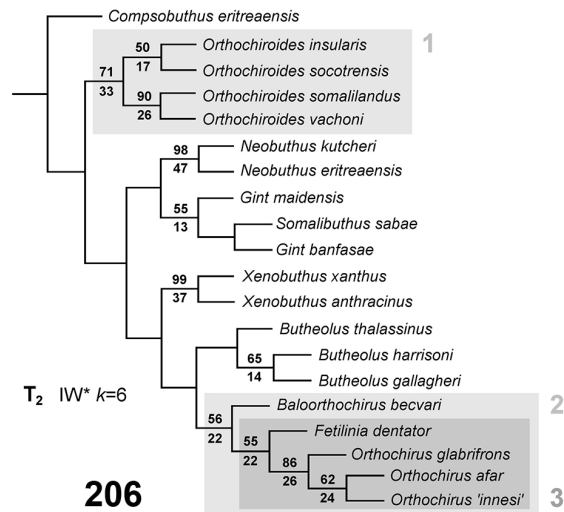 Compsobuthus eritreaensis
1
50
Orthochiroides insularis
17
Orthochiroides socotrensis
71
33
90
Orthochiroides somalilandus
26
Orthochiroides vachoni
98
Neobuthus kutcheri
47
Neobuthus eritreaensis
55
Gint maidensis
13
Somalibuthus sabae
Gint banfasae
99
Xenobuthus xanthus
37
Xenobuthus anthracinus
Butheolus thalassinus
65
Butheolus harrisoni
14
Butheolus gallagheri
T₂ IW* k=6
2
56
Baloorthochirus becvari
22
55
Fetilinia dentator
22
86
Orthochirus glabrifrons
26
62
Orthochirus afar
24
Orthochirus 'innesi'
206
3